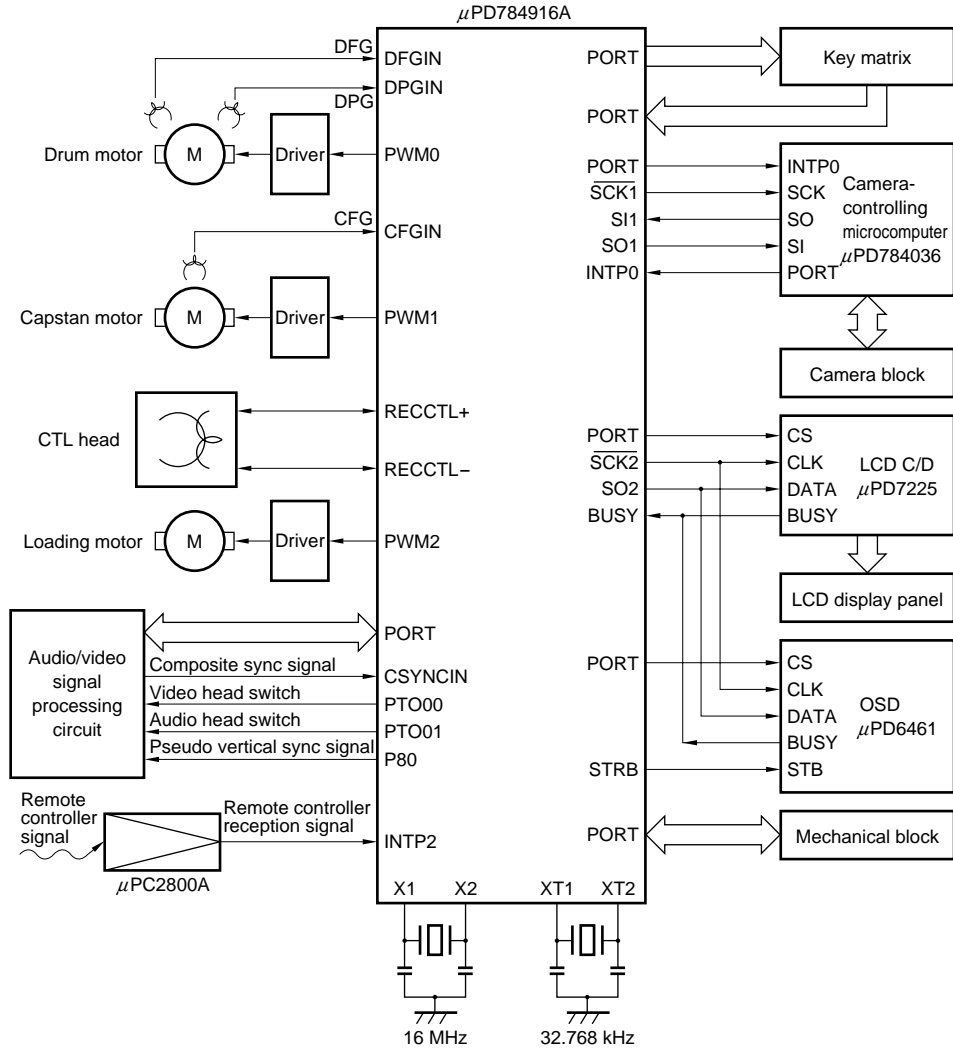 μPD784916A
DFG
DFGIN
DPGIN
DPG
Drum motor
M
Driver
PWM0
CFG
CFGIN
Capstan motor
M
Driver
PWM1
CTL head
RECCTL+
RECCTL−
Loading motor
M
Driver
PWM2
Audio/video
signal
processing
circuit
PORT
Composite sync signal
CSYNCIN
Video head switch
PTO00
Audio head switch
PTO01
Pseudo vertical sync signal
P80
Remote
controller
signal
μPC2800A
Remote controller
reception signal
INTP2
X1
X2
XT1
XT2
16 MHz
32.768 kHz
PORT
Key matrix
PORT
PORT
SCK1
SI1
SO1
INTP0
INTP0
SCK
SO
SI
PORT
Camera-
controlling
microcomputer
μPD784036
Camera block
PORT
SCK2
SO2
BUSY
CS
CLK
DATA
BUSY
LCD C/D
μPD7225
LCD display panel
PORT
STRB
CS
CLK
DATA
BUSY
STB
OSD
μPD6461
PORT
Mechanical block